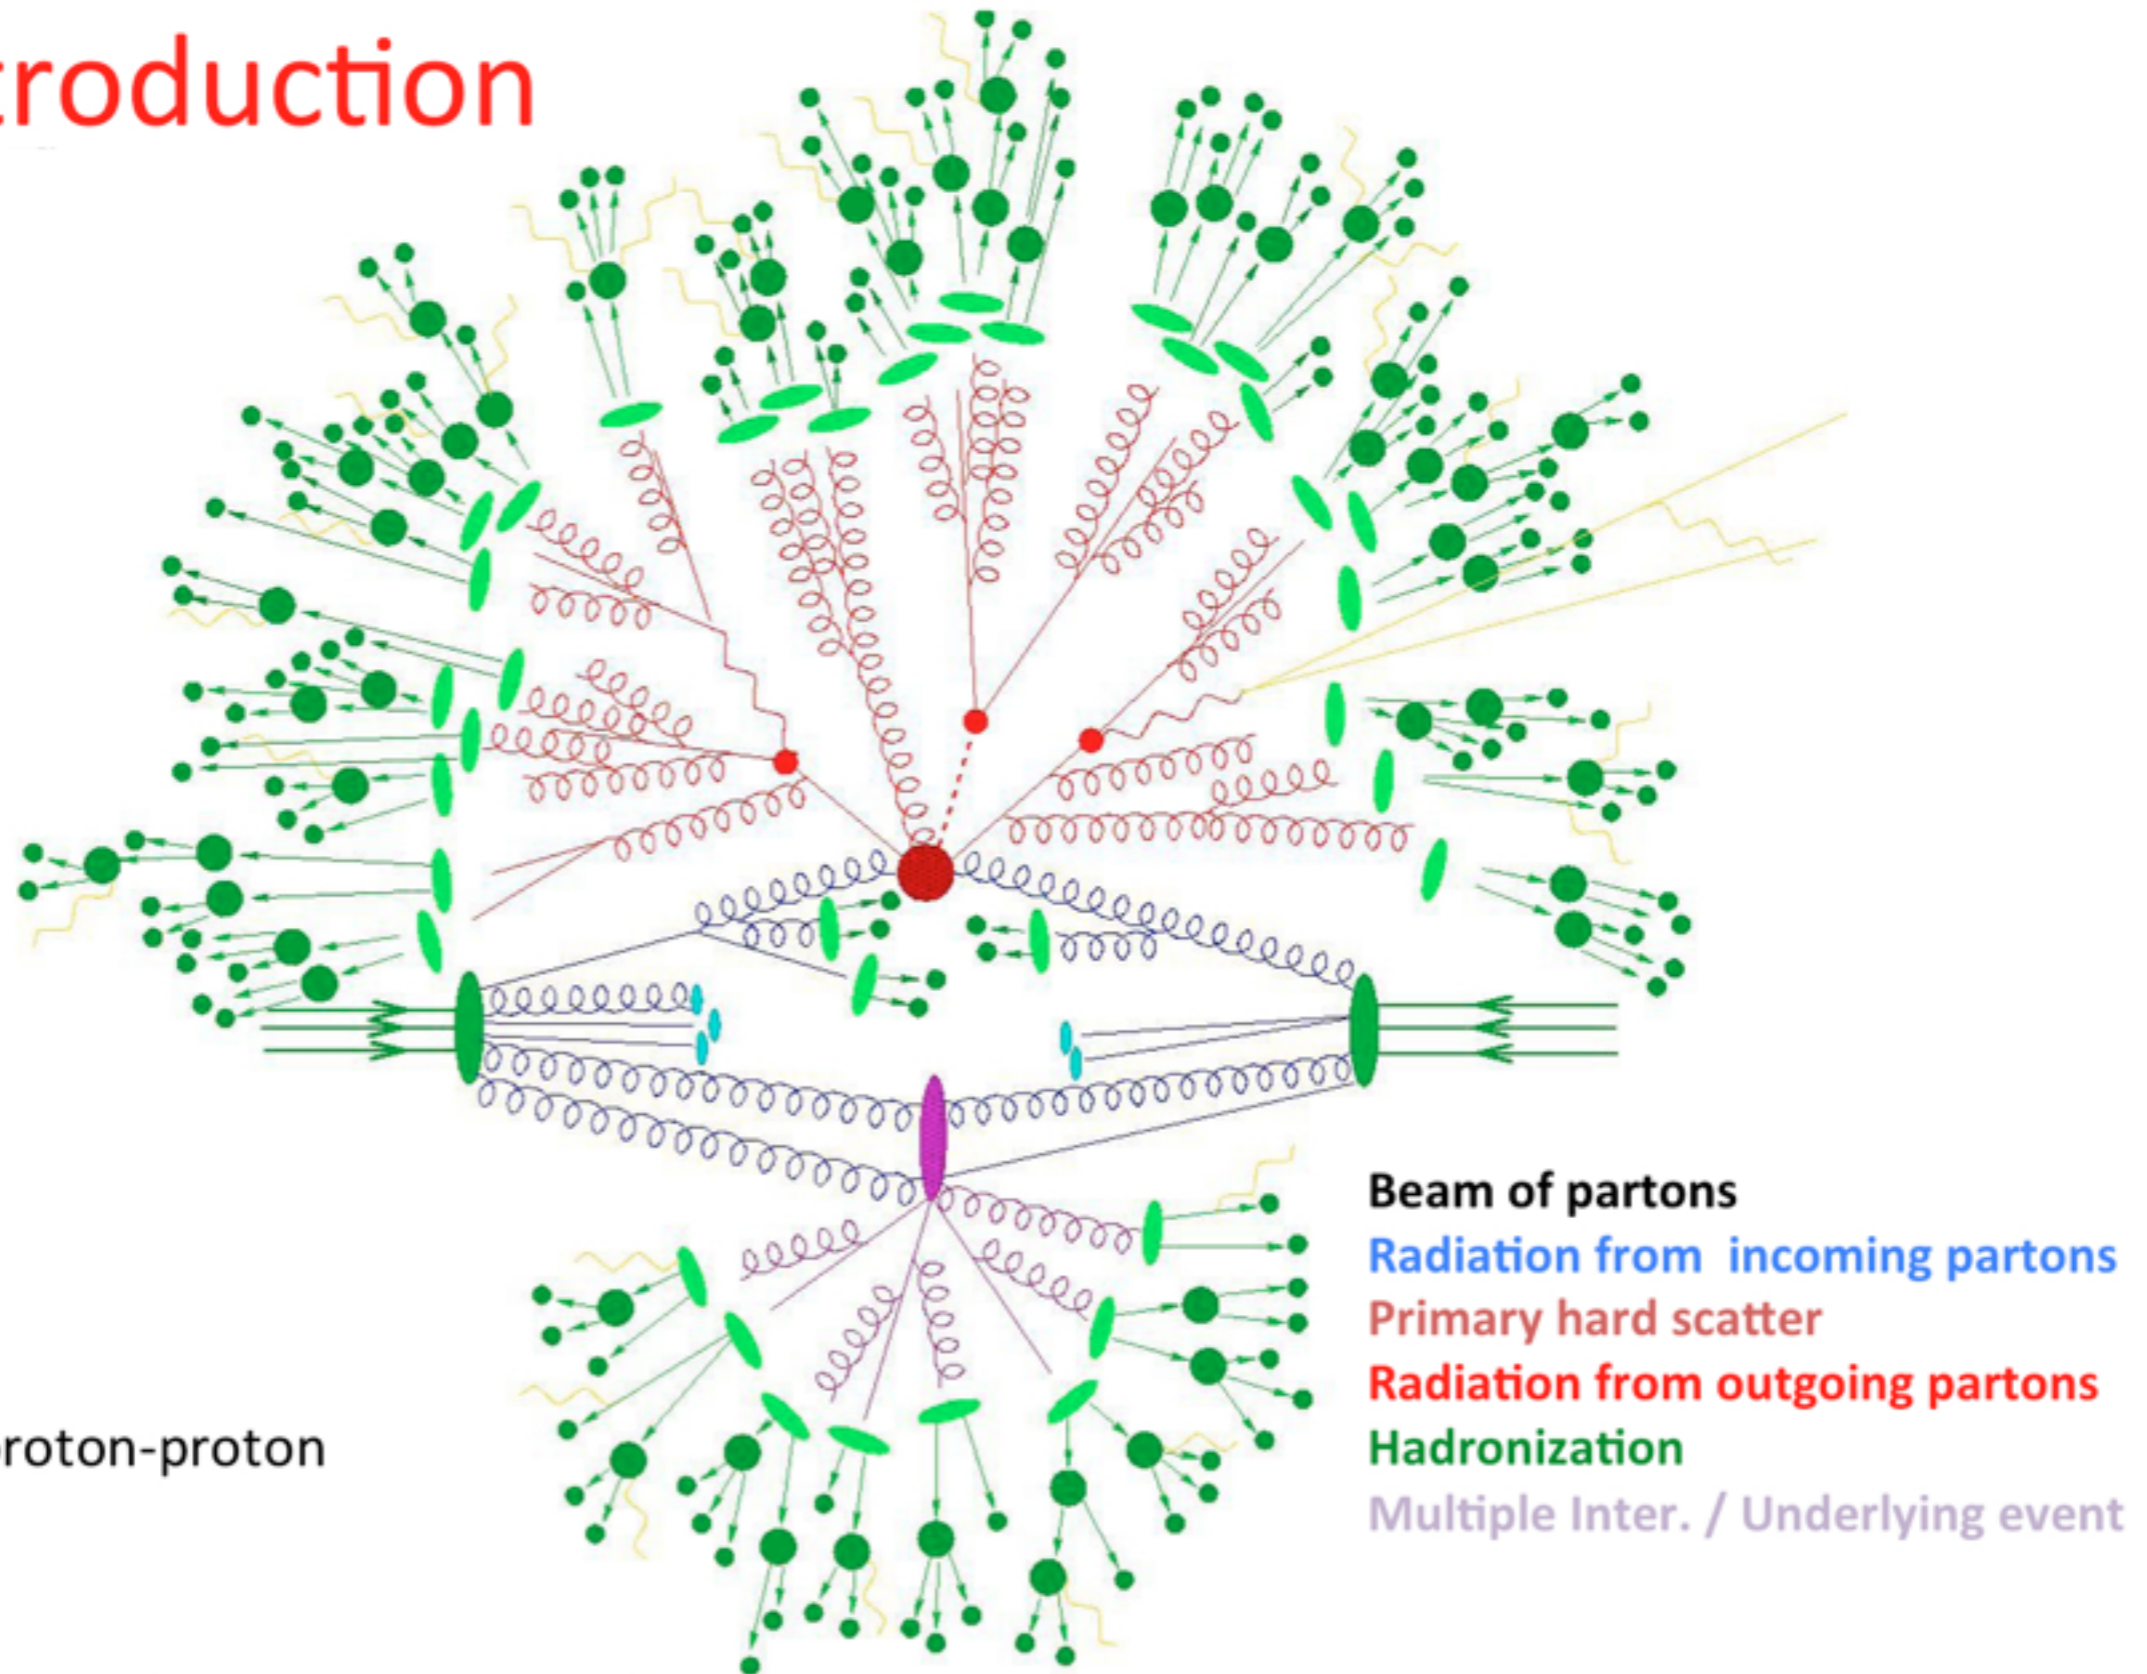 troduction
Beam of partons
Radiation from incoming partons
Primary hard scatter
Radiation from outgoing partons
Hadronization
roton-proton
Multiple Inter. / Underlying event